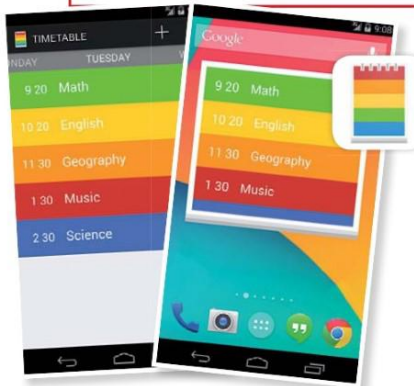 TIMETABLE +
NDAY TUESDAY W
9 20 Math
10 20 English
11 30 Geography
1 30 Music
2 30 Science
9:08
Google
9 20 Math
10 20 English
11 30 Geography
1 30 Music